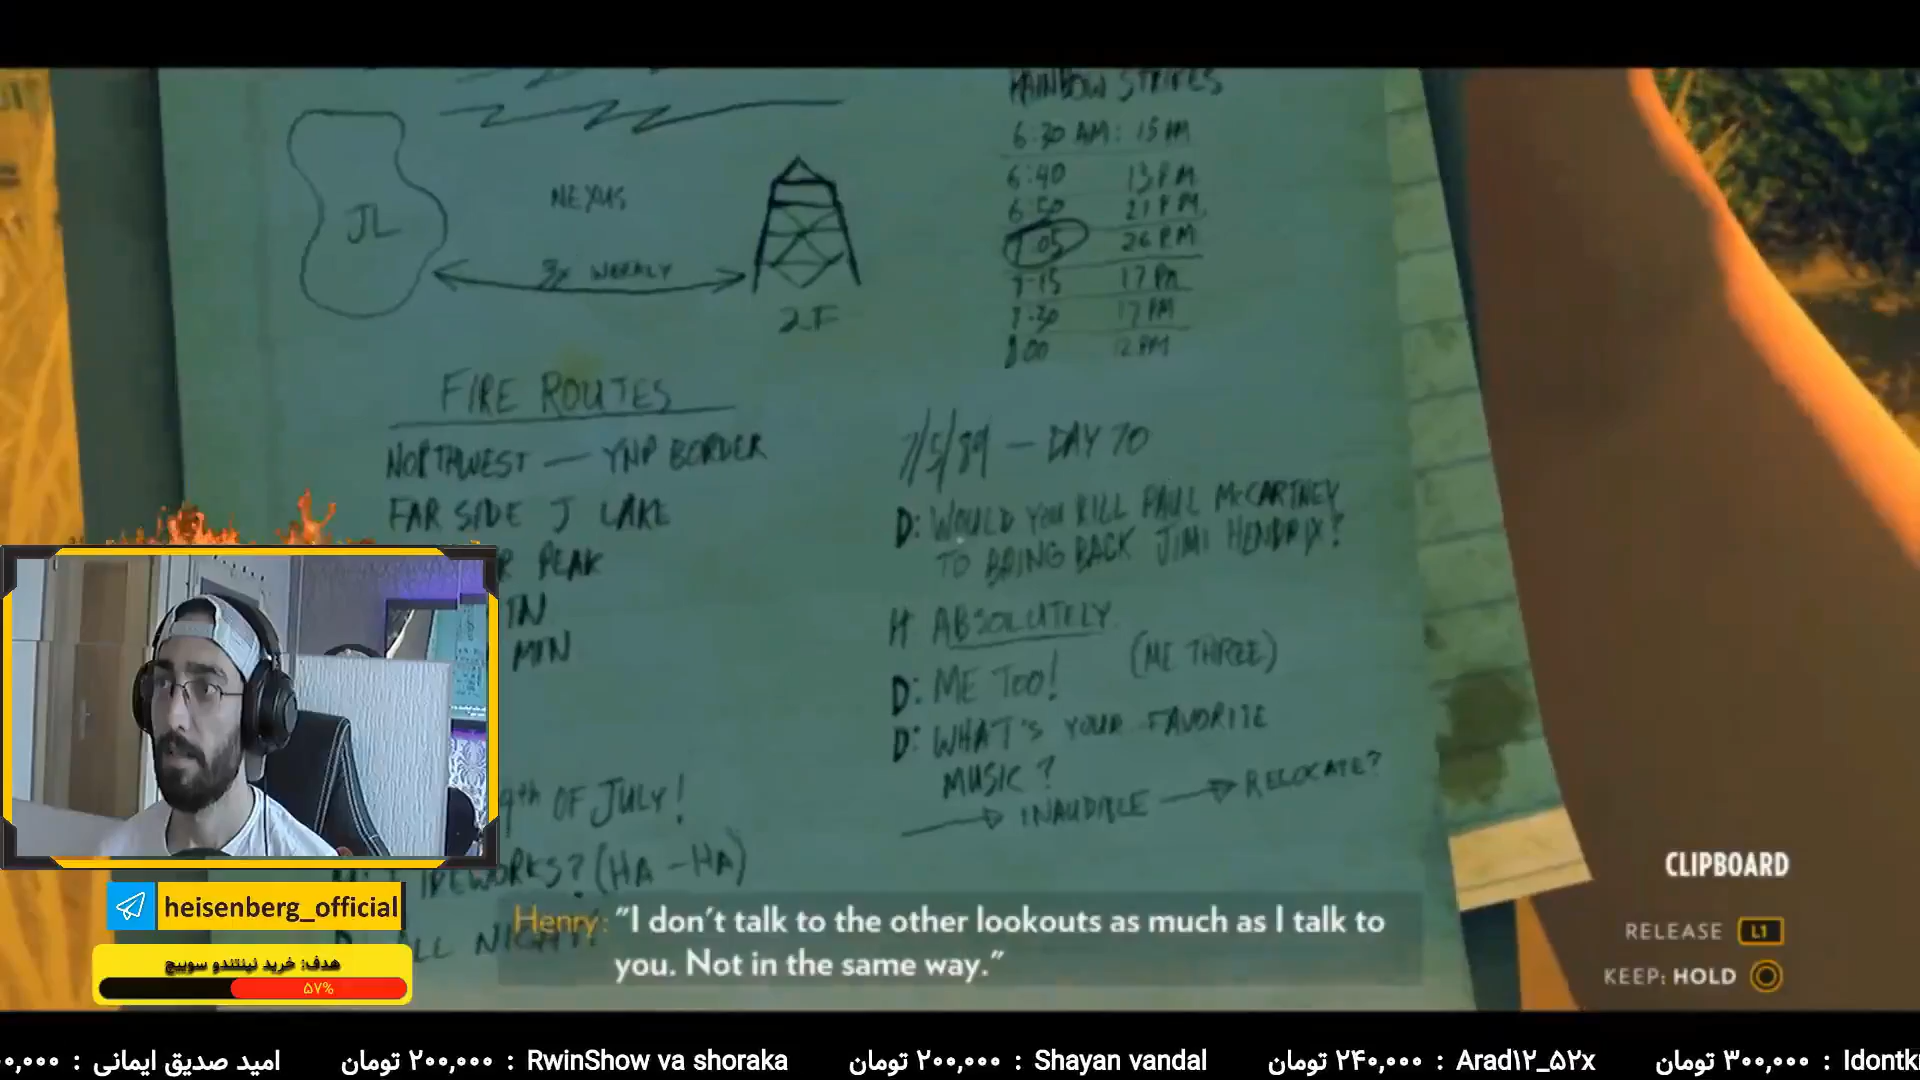 RAINBOW STRIPES
6:30 AM: 15 PM
6:40 13 PM
6:50 21 PM
7:05 26 PM
7:15 17 PM
7:30 17 PM
8:00 12 PM
JL
NEXUS
3x WEEKLY
2F
FIRE ROUTES
NORTHWEST — YNP BORDER
FAR SIDE J LAKE
PEAK
4th OF JULY!
(HA-HA)
NIGHT!
7/5/89 — DAY 70
D: WOULD YOU KILL PAUL McCARTNEY
TO BRING BACK JIMI HENDRIX?
H ABSOLUTELY.
D: ME TOO! (ME THREE)
D: WHAT'S YOUR FAVORITE
MUSIC?
INAUDIBLE → RELOCATE?
CLIPBOARD
RELEASE L1
KEEP: HOLD
Henry: "I don't talk to the other lookouts as much as I talk to
you. Not in the same way."
heisenberg_official
هدف: خرید نینتندو سوییچ
۵۷%
امید صدیق ایمانی : ۲۰۰,۰۰۰ تومان RwinShow va shoraka : ۲۰۰,۰۰۰ تومان Shayan vandal : ۲۴۰,۰۰۰ تومان Arad۱۲_۵۲x : ۳۰۰,۰۰۰ تومان